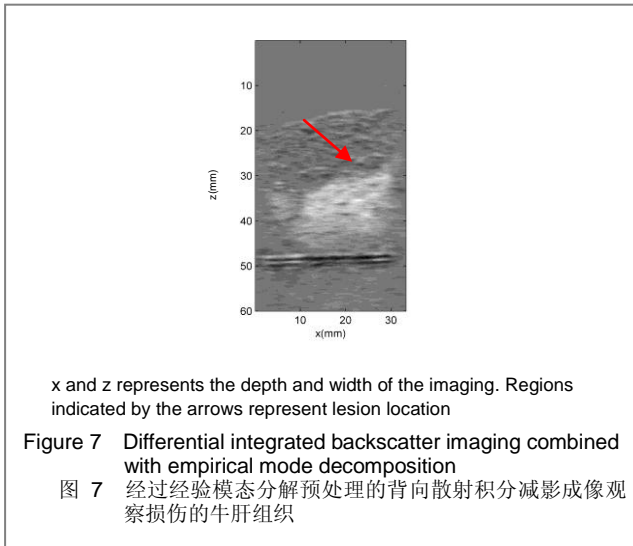 10
20
z(mm)
30
40
50
60
10 20 30
x(mm)
x and z represents the depth and width of the imaging. Regions
indicated by the arrows represent lesion location
Figure 7 Differential integrated backscatter imaging combined
with empirical mode decomposition
图 7 经过经验模态分解预处理的背向散射积分减影成像观
察损伤的牛肝组织